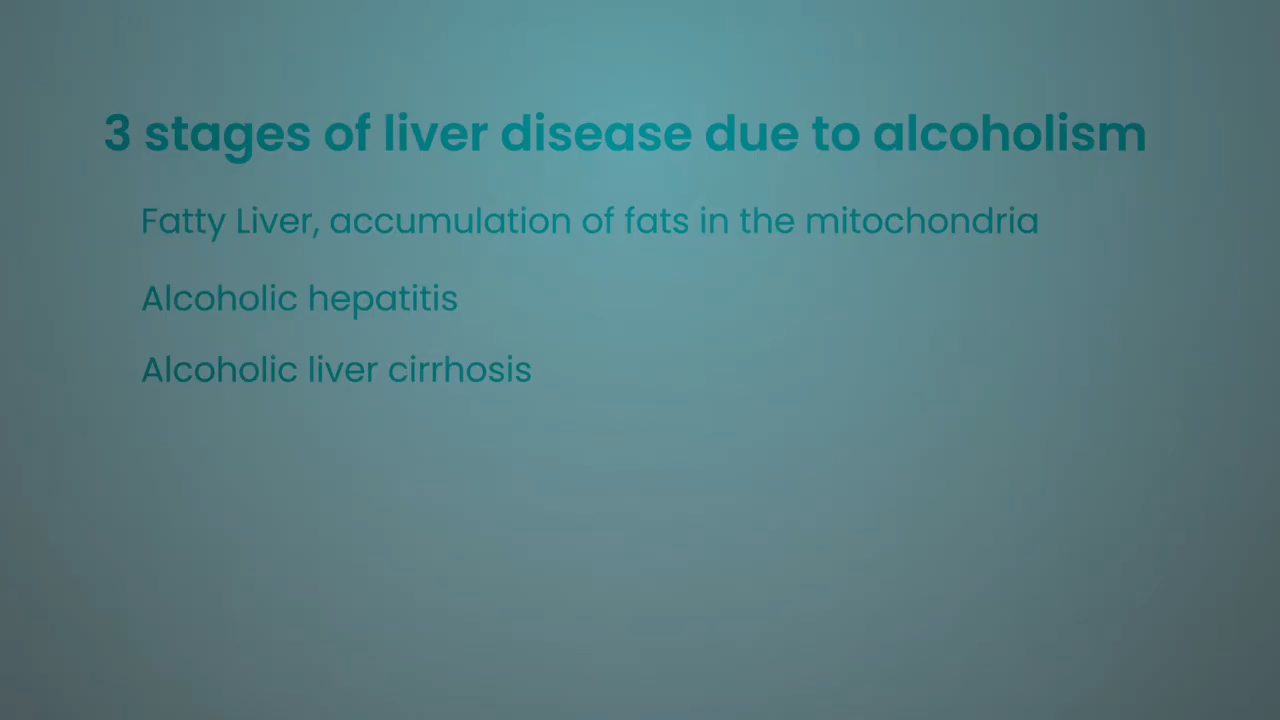 3 stages of liver disease due to alcoholism
Fatty Liver, accumulation of fats in the mitochondria
Alcoholic hepatitis
Alcoholic liver cirrhosis